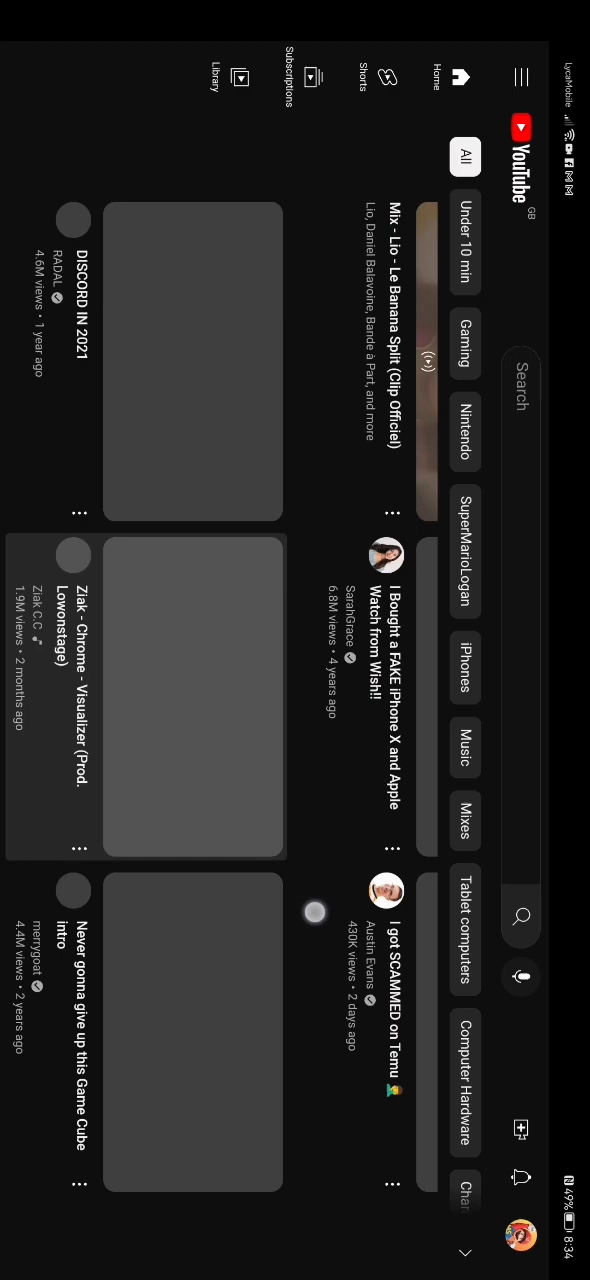 LycaMobile
49% 8:34
YouTube GB
Search
Home
Shorts
Subscriptions
Library
All
Under 10 min
Gaming
Nintendo
SuperMarioLogan
iPhones
Music
Mixes
Tablet computers
Computer Hardware
Mix - Lio - Le Banana Split (Clip Officiel)
Lio, Daniel Balavoine, Bande à Part, and more
I Bought a FAKE iPhone X and Apple
Watch from Wish!!
SarahGrace
6.8M views • 4 years ago
I got SCAMMED on Temu 🤦‍♂️
Austin Evans
430K views • 2 days ago
DISCORD IN 2021
RADAL
4.6M views • 1 year ago
Ziak - Chrome - Visualizer (Prod.
Lowonstage)
Ziak C.C
1.9M views • 2 months ago
Never gonna give up this Game Cube
intro
merrygoat
4.4M views • 2 years ago